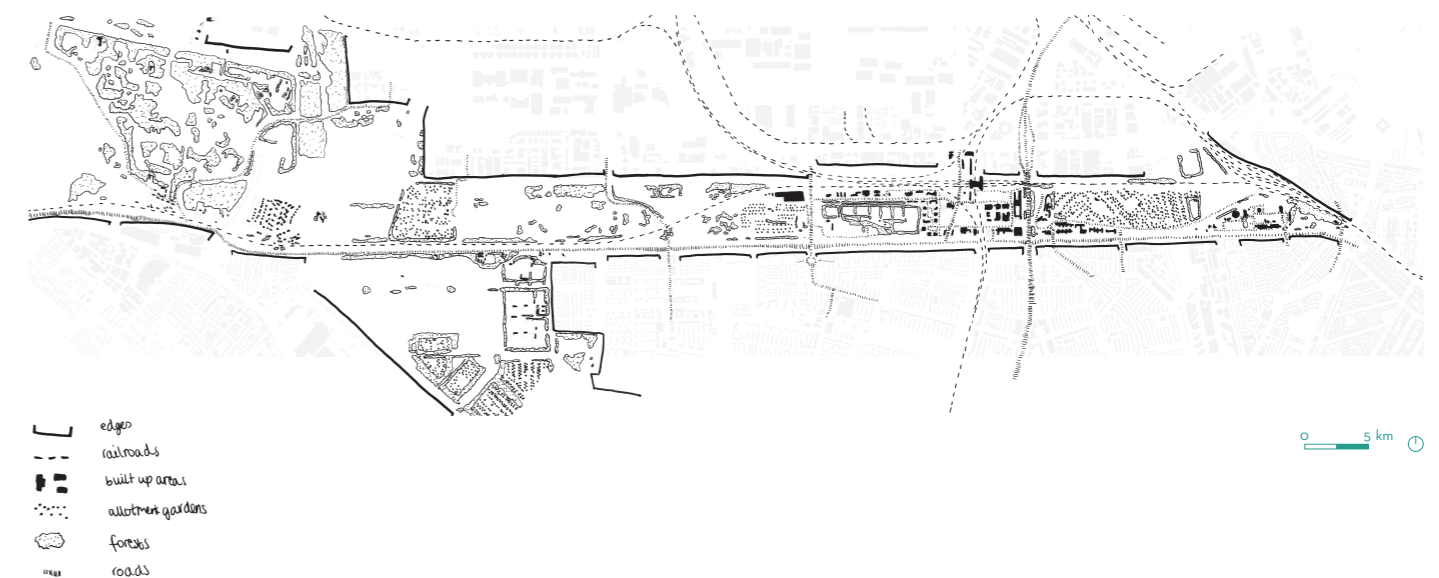 edges
railroads
built up areas
allotment gardens
forests
roads
0 5 km